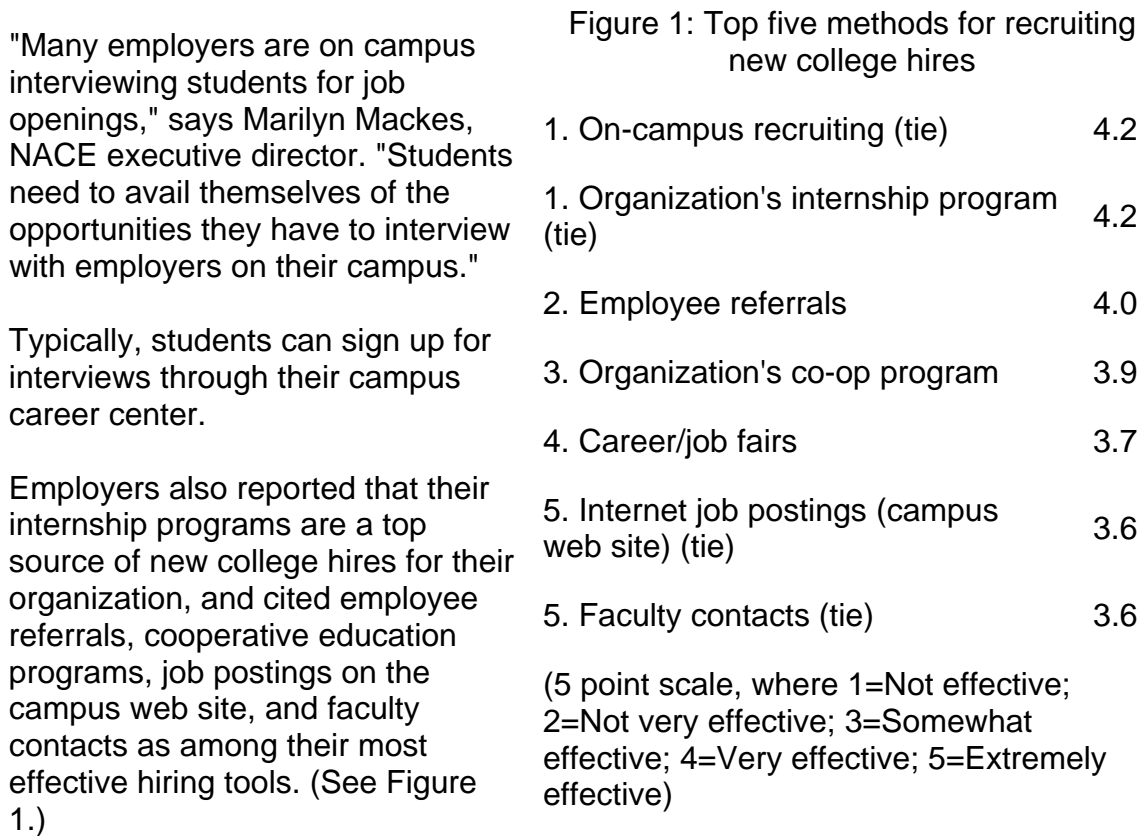 "Many employers are on campus
interviewing students for job
openings," says Marilyn Mackes,
NACE executive director. "Students
need to avail themselves of the
opportunities they have to interview
with employers on their campus."
Typically, students can sign up for
interviews through their campus
career center.
Employers also reported that their
internship programs are a top
source of new college hires for their
organization, and cited employee
referrals, cooperative education
programs, job postings on the
campus web site, and faculty
contacts as among their most
effective hiring tools. (See Figure
1.)
Figure 1: Top five methods for recruiting
new college hires
1. On-campus recruiting (tie) 4.2
1. Organization's internship program
(tie) 4.2
2. Employee referrals 4.0
3. Organization's co-op program 3.9
4. Career/job fairs 3.7
5. Internet job postings (campus
web site) (tie) 3.6
5. Faculty contacts (tie) 3.6
(5 point scale, where 1=Not effective;
2=Not very effective; 3=Somewhat
effective; 4=Very effective; 5=Extremely
effective)